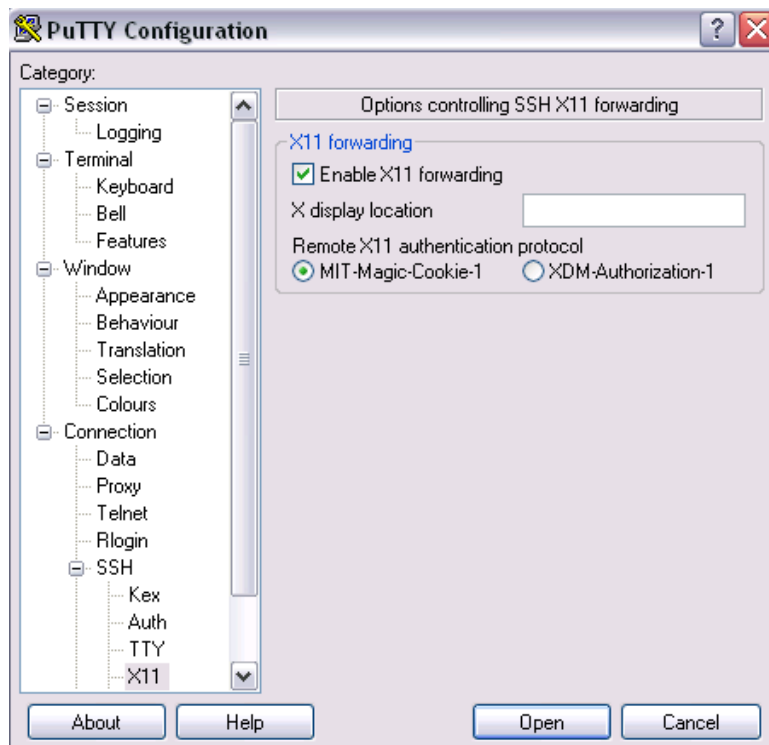 PuTTY Configuration
Category:
Session
Logging
Terminal
Keyboard
Bell
Features
Window
Appearance
Behaviour
Translation
Selection
Colours
Connection
Data
Proxy
Telnet
Rlogin
SSH
Kex
Auth
TTY
X11
Options controlling SSH X11 forwarding
X11 forwarding
Enable X11 forwarding
X display location
Remote X11 authentication protocol
MIT-Magic-Cookie-1 XDM-Authorization-1
About Help Open Cancel